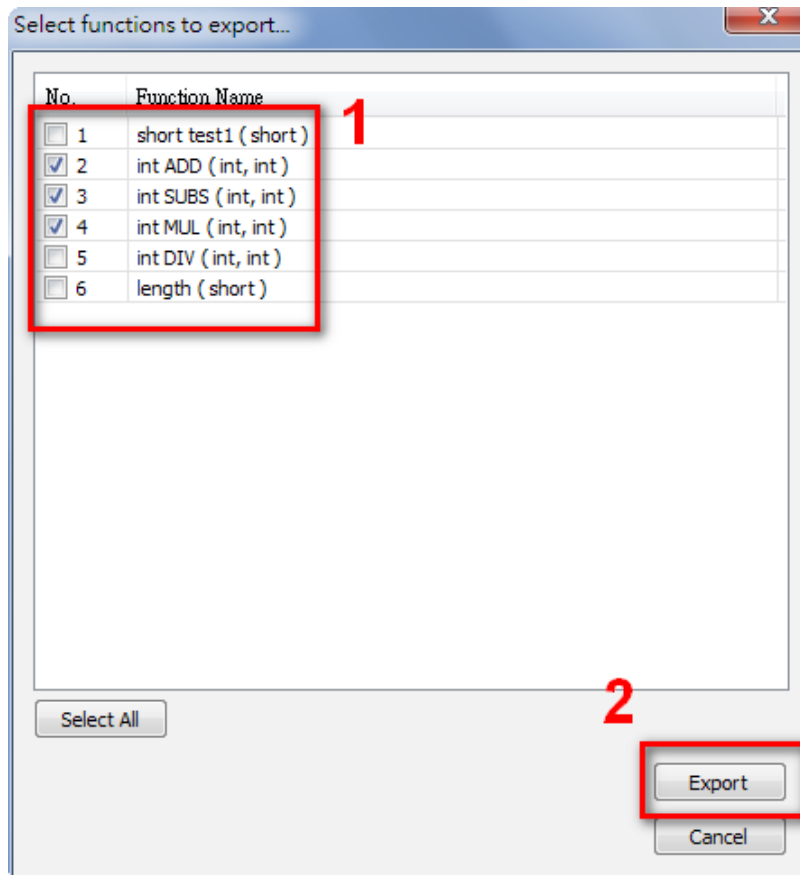 Select functions to export...
No. Function Name
1
1 short test1 ( short )
2 int ADD ( int, int )
3 int SUBS ( int, int )
4 int MUL ( int, int )
5 int DIV ( int, int )
6 length ( short )
2
Select All
Export
Cancel